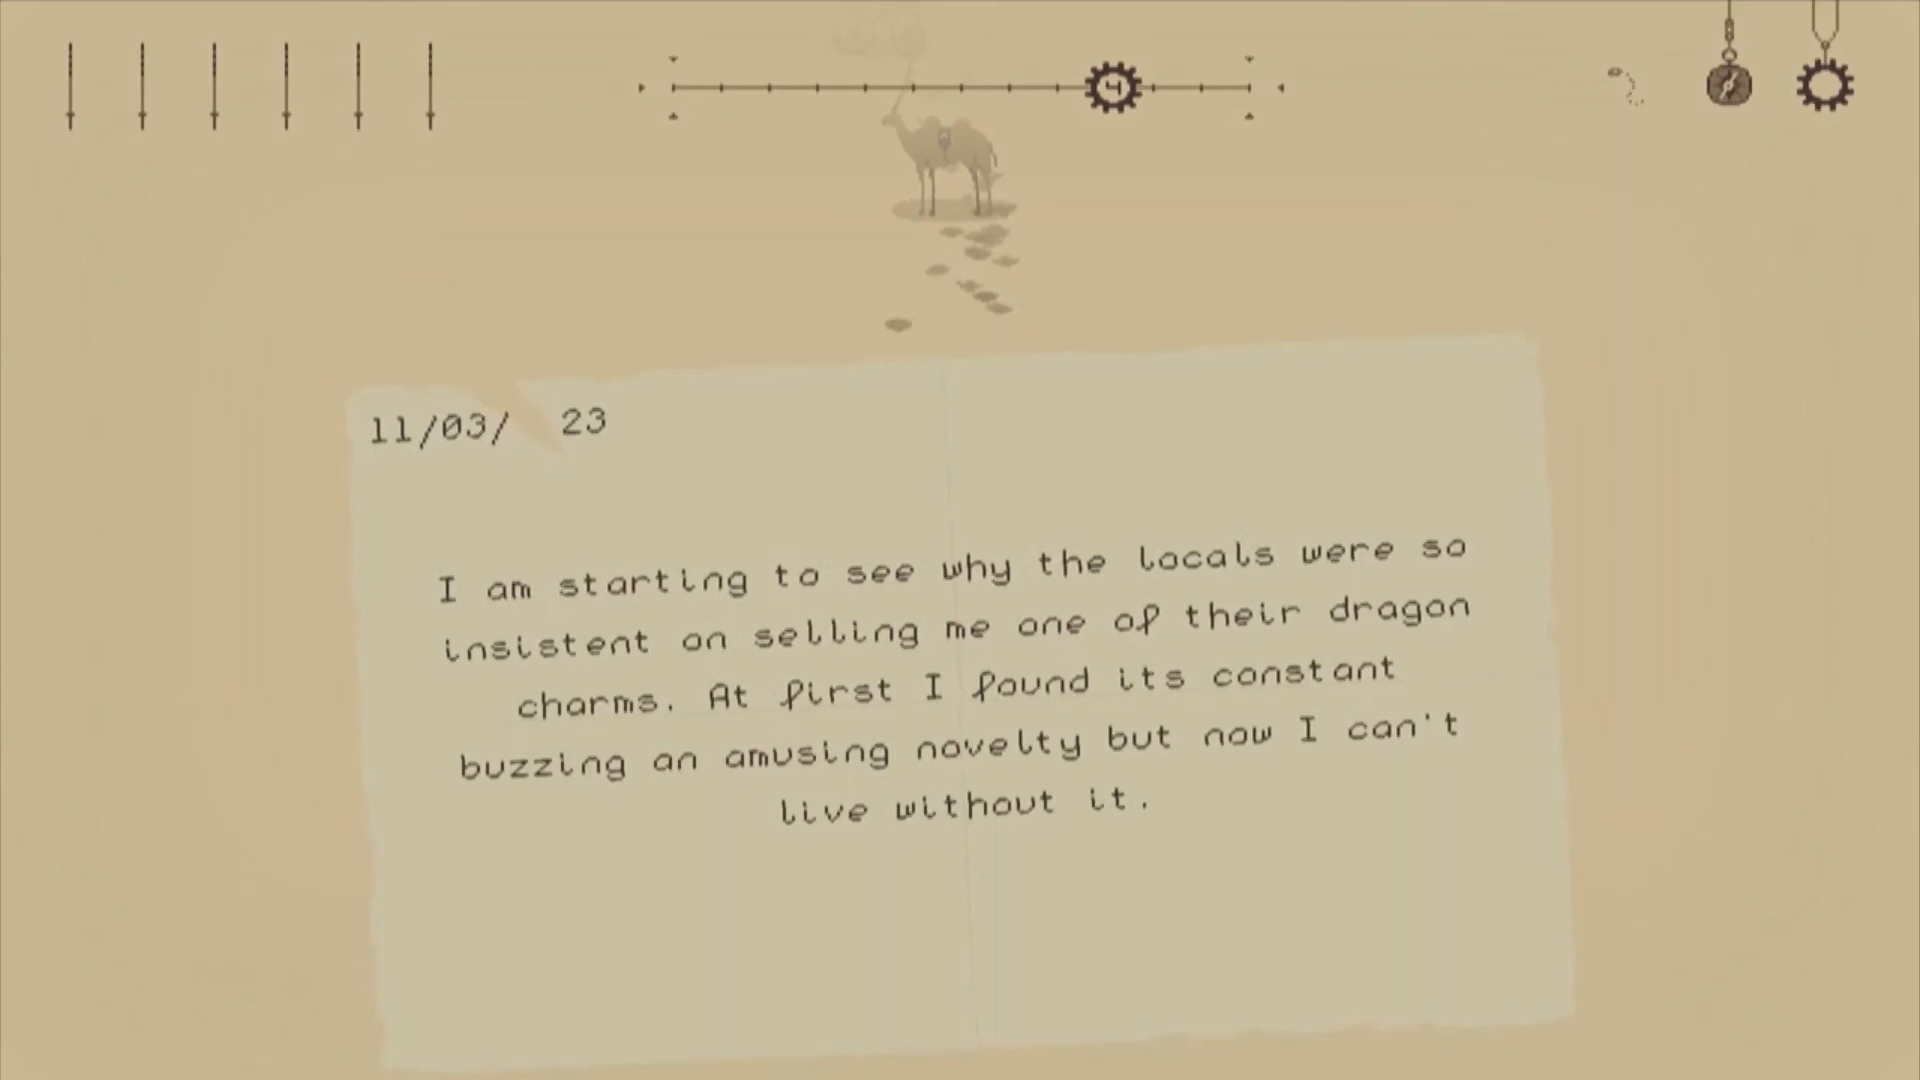 4
11/03/ 23
I am starting to see why the locals were so
insistent on selling me one of their dragon
charms. At first I found its constant
buzzing an amusing novelty but now I can't
live without it.